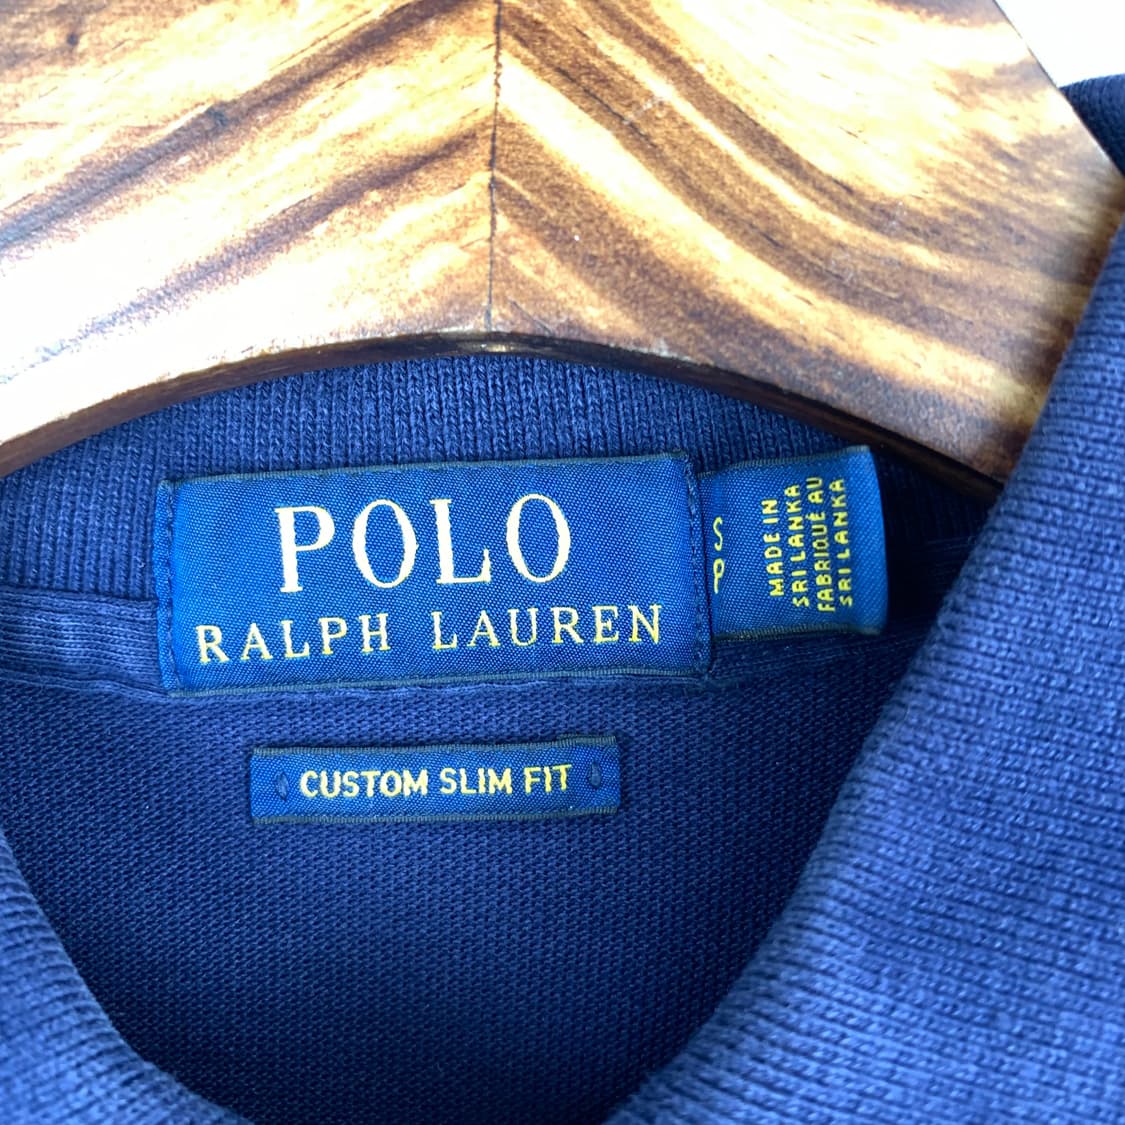 POLO
RALPH LAUREN
S
P
MADE IN
SRI LANKA
FABRIQUÉ AU
SRI LANKA
CUSTOM SLIM FIT